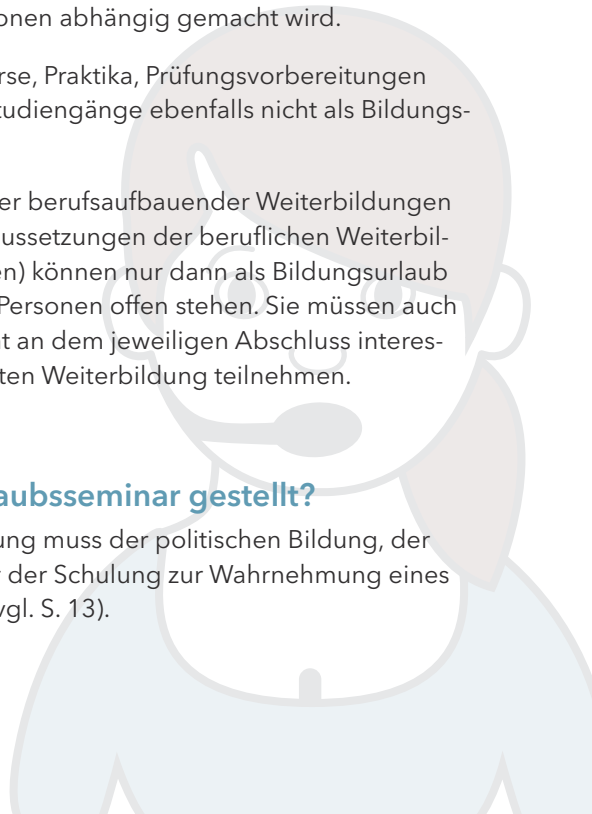 onen abhängig gemacht wird.
rse, Praktika, Prüfungsvorbereitungen
tudiengänge ebenfalls nicht als Bildungs-
er berufsaufbauender Weiterbildungen
ussetzungen der beruflichen Weiterbil-
en) können nur dann als Bildungsurlaub
Personen offen stehen. Sie müssen auch
t an dem jeweiligen Abschluss interes-
ten Weiterbildung teilnehmen.
aubsseminar gestellt?
ung muss der politischen Bildung, der
r der Schulung zur Wahrnehmung eines
vgl. S. 13).